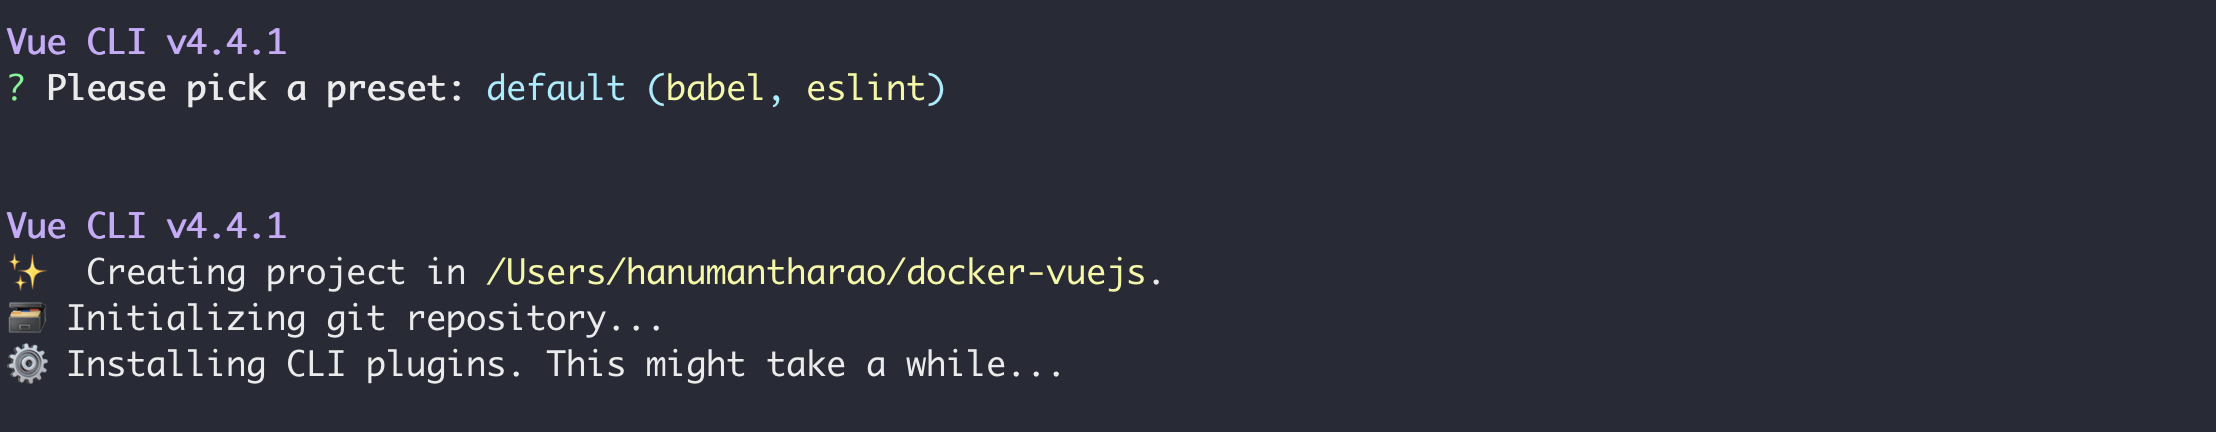 Vue CLI v4.4.1
? Please pick a preset: default (babel, eslint)
Vue CLI v4.4.1
✨  Creating project in /Users/hanumantharao/docker-vuejs.
🗃 Initializing git repository...
⚙ Installing CLI plugins. This might take a while...